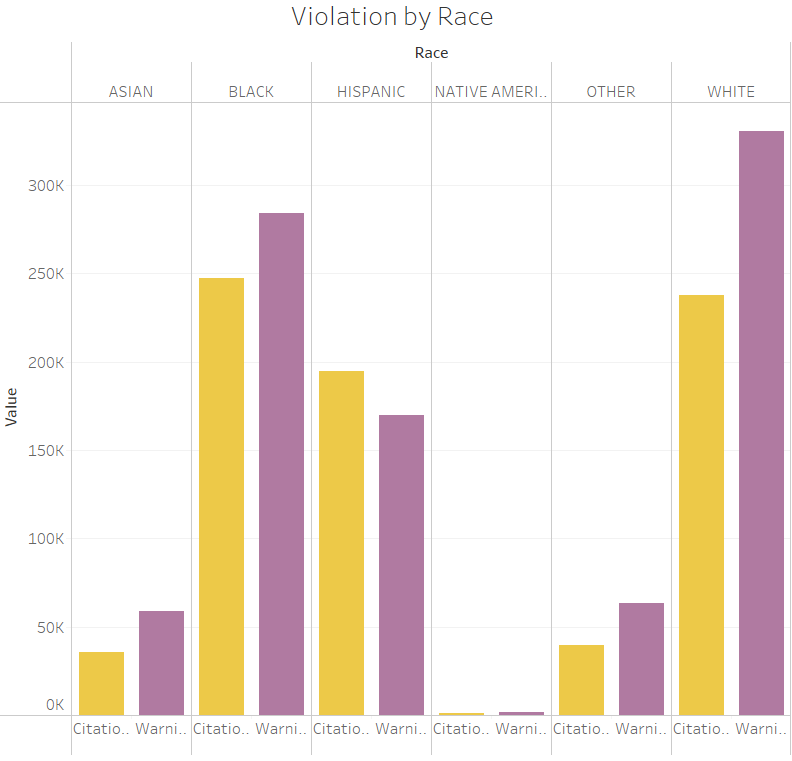 Violation by Race
Race
ASIAN BLACK HISPANIC NATIVE AMERI.. OTHER WHITE
300K
250K
200K
Value
150K
100K
50K
0K
Citatio.. Warni.. Citatio.. Warni.. Citatio.. Warni.. Citatio.. Warni.. Citatio.. Warni.. Citatio.. Warni..